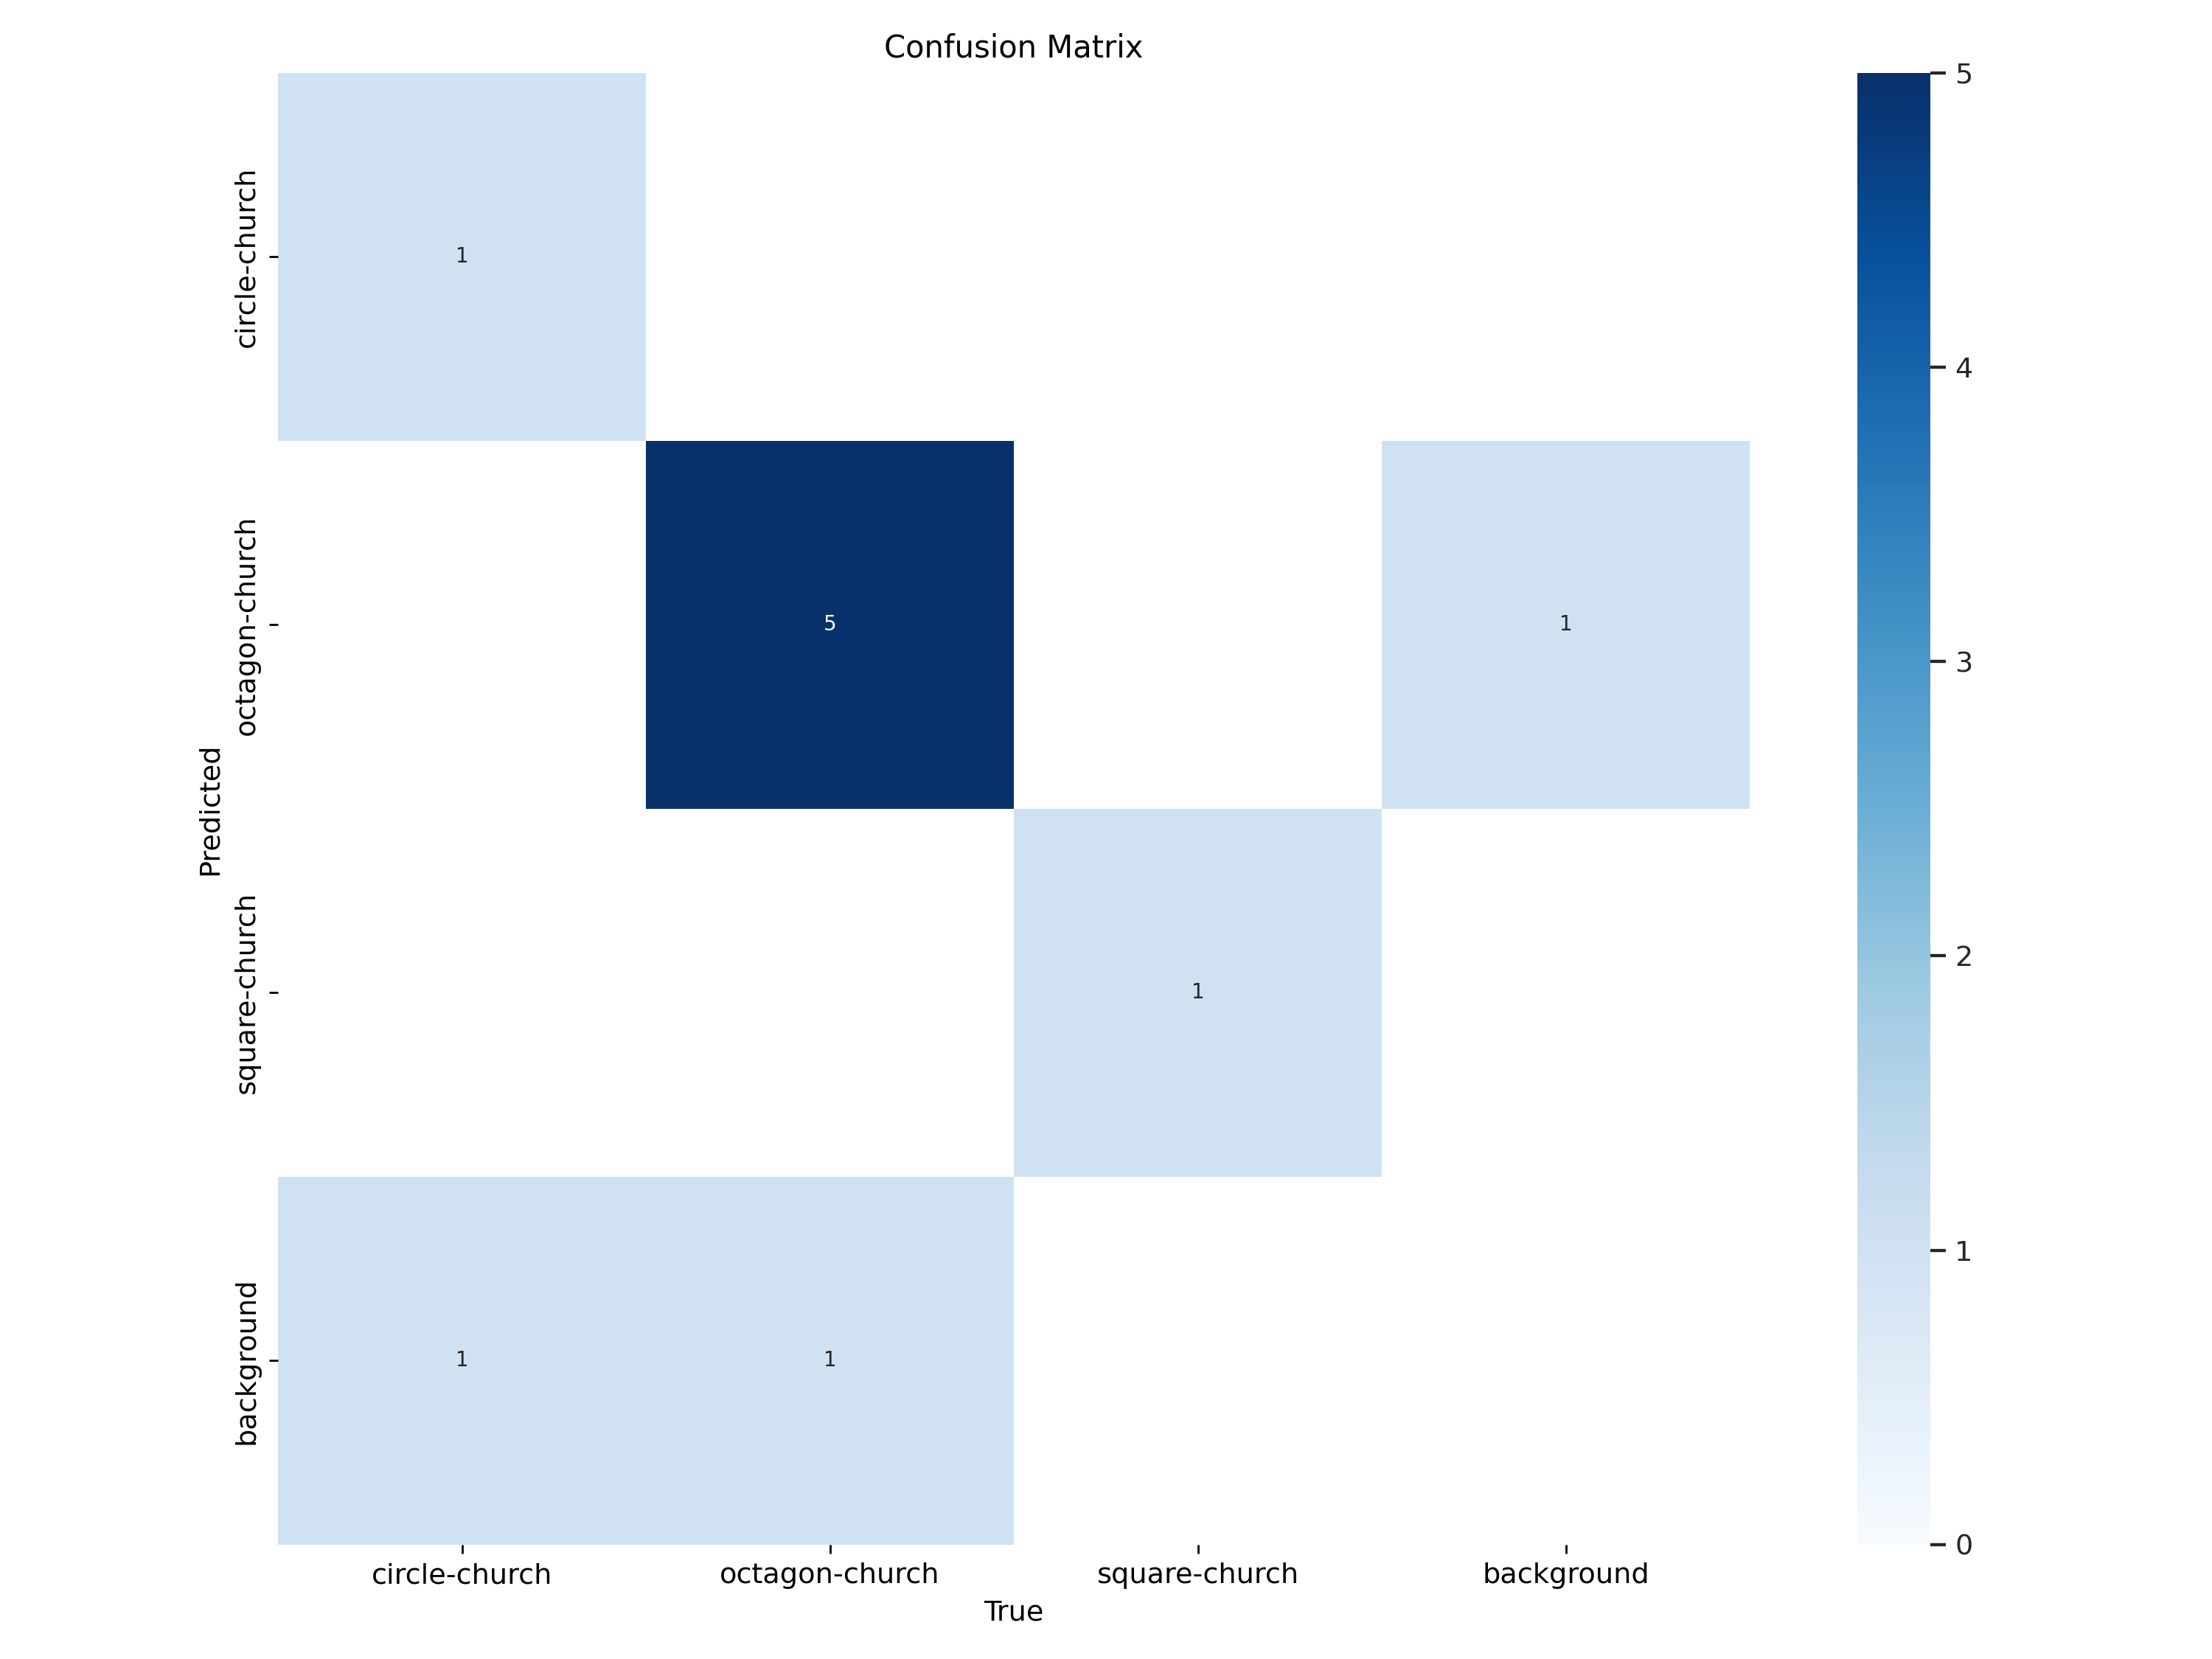 Confusion Matrix
circle-church
octagon-church
square-church
background
Predicted
1
5
1
1
1
1
circle-church
octagon-church
square-church
background
True
5
4
3
2
1
0